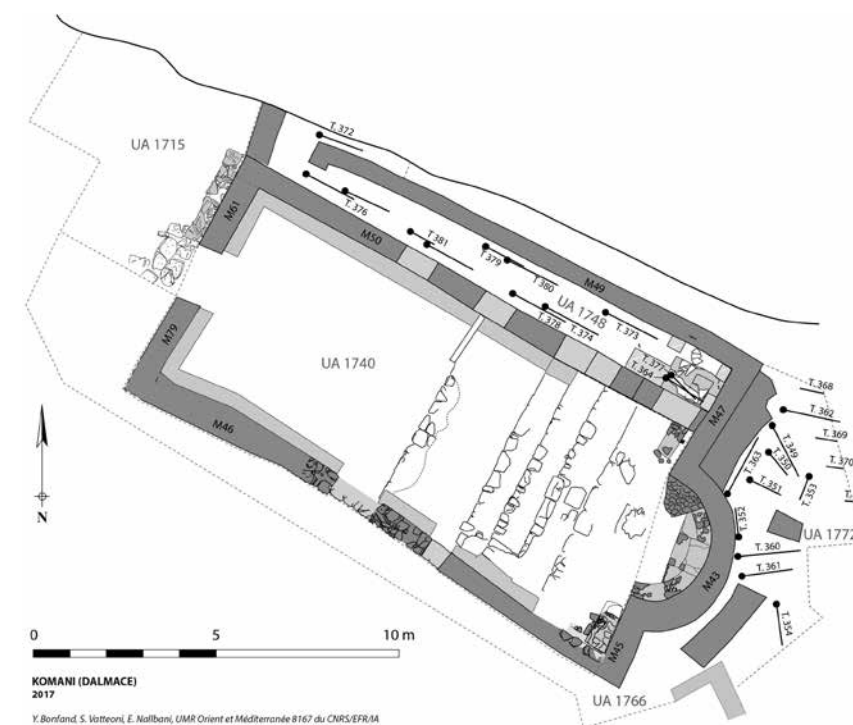 T. 372
UA 1715
T. 376
M61
M50
T.381
T. 379
T. 380
M49
UA 1748
T. 373
T. 378
T. 374
T. 377
T.364
T. 368
M79
UA 1740
M47
T. 362
T. 369
T. 349
T. 363
T. 350
T. 370
M46
T. 351
T. 353
T. 352
UA 1772
N
T. 360
T. 361
M43
T. 354
0 5 10 m
M45
KOMANI (DALMACE)
2017
UA 1766
Y. Bonfand, S. Vatteoni, E. Nallbani, UMR Orient et Méditerranée 8167 du CNRS/EFR/IA